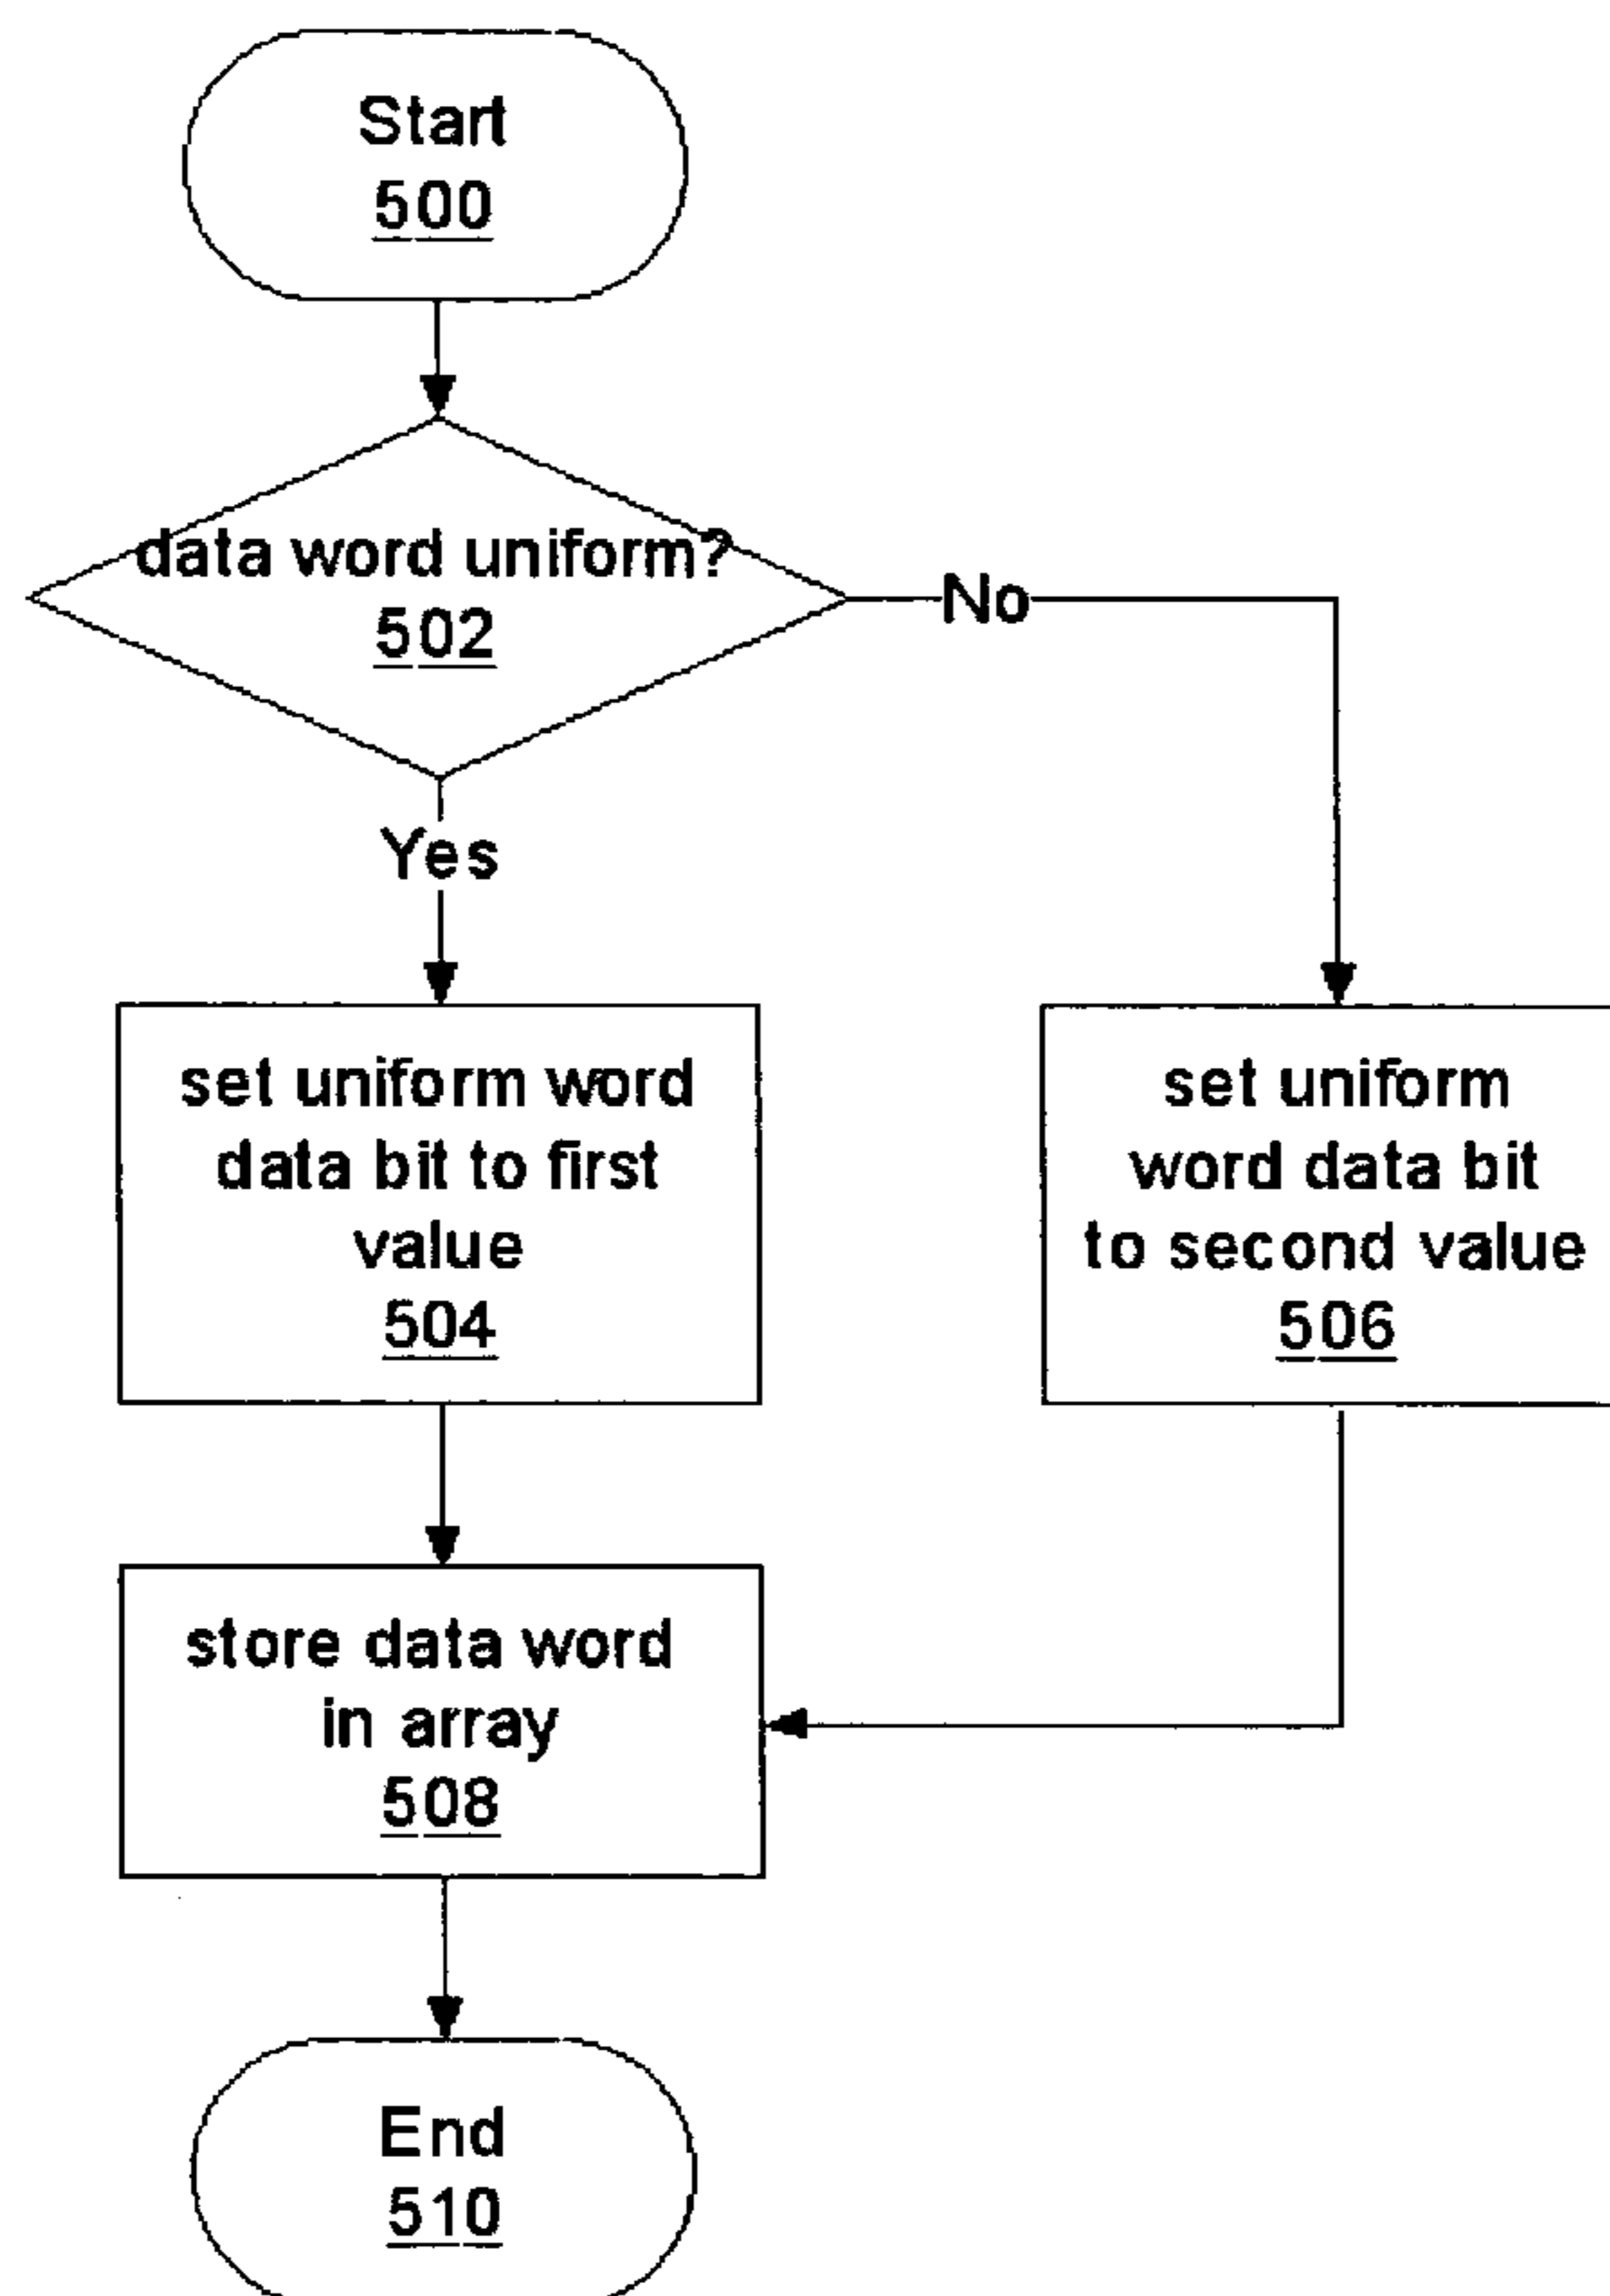 Start
500
data word uniform?
502
No
Yes
set uniform word
data bit to first
value
504
set uniform
word data bit
to second value
506
store data word
in array
508
End
510